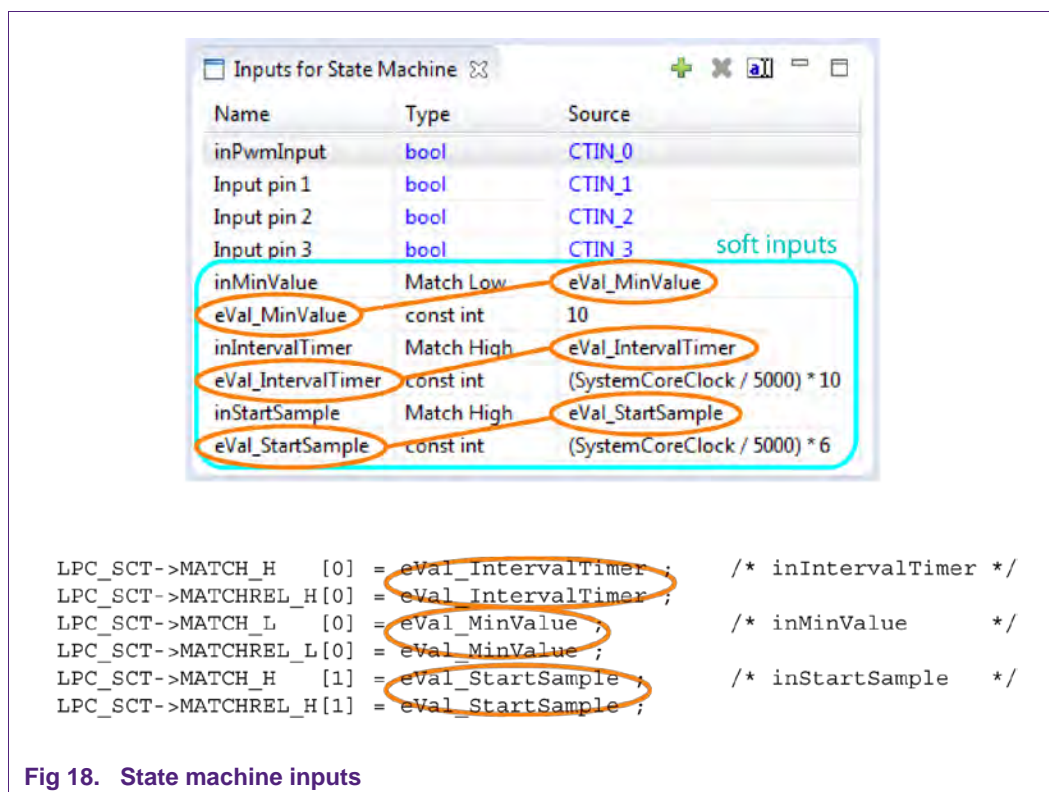 Inputs for State Machine
Name Type Source
inPwmInput bool CTIN_0
Input pin 1 bool CTIN_1
Input pin 2 bool CTIN_2
Input pin 3 bool CTIN_3 soft inputs
inMinValue Match Low eVal_MinValue
eVal_MinValue const int 10
inIntervalTimer Match High eVal_IntervalTimer
eVal_IntervalTimer const int (SystemCoreClock / 5000) * 10
inStartSample Match High eVal_StartSample
eVal_StartSample const int (SystemCoreClock / 5000) * 6
LPC_SCT->MATCH_H [0] = eVal_IntervalTimer ; /* inIntervalTimer */
LPC_SCT->MATCHREL_H[0] = eVal_IntervalTimer ;
LPC_SCT->MATCH_L [0] = eVal_MinValue ; /* inMinValue */
LPC_SCT->MATCHREL_L[0] = eVal_MinValue ;
LPC_SCT->MATCH_H [1] = eVal_StartSample ; /* inStartSample */
LPC_SCT->MATCHREL_H[1] = eVal_StartSample ;
Fig 18. State machine inputs